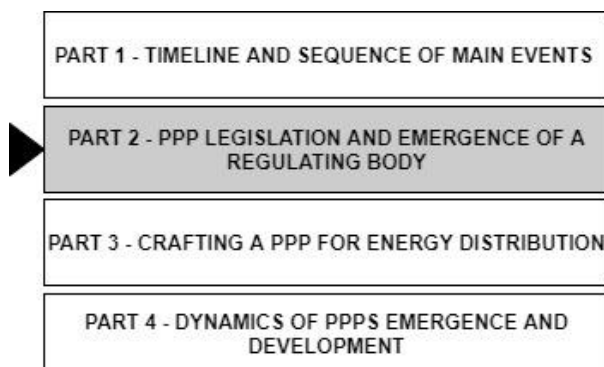 PART 1 - TIMELINE AND SEQUENCE OF MAIN EVENTS
PART 2 - PPP LEGISLATION AND EMERGENCE OF A
REGULATING BODY
PART 3 - CRAFTING A PPP FOR ENERGY DISTRIBUTION
PART 4 - DYNAMICS OF PPPS EMERGENCE AND
DEVELOPMENT